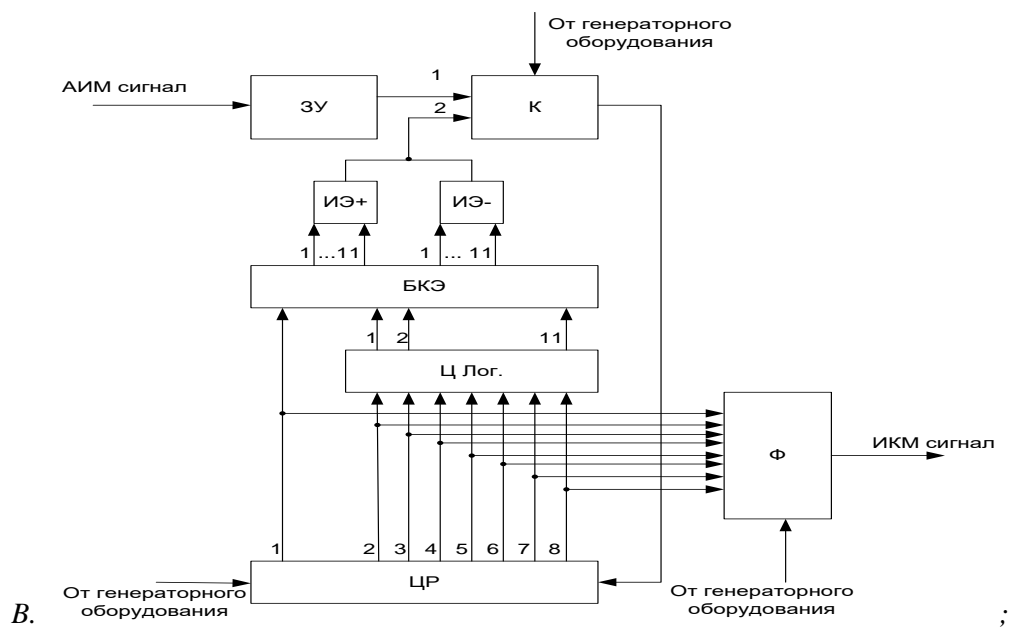 От генераторного
оборудования
АИМ сигнал
1
ЗУ
К
2
ИЭ+
ИЭ-
1 ...11
1 ... 11
БКЭ
1 2 11
Ц Лог.
ИКМ сигнал
Ф
1 2 3 4 5 6 7 8
ЦР
От генераторного
оборудования
От генераторного
оборудования
В. ;